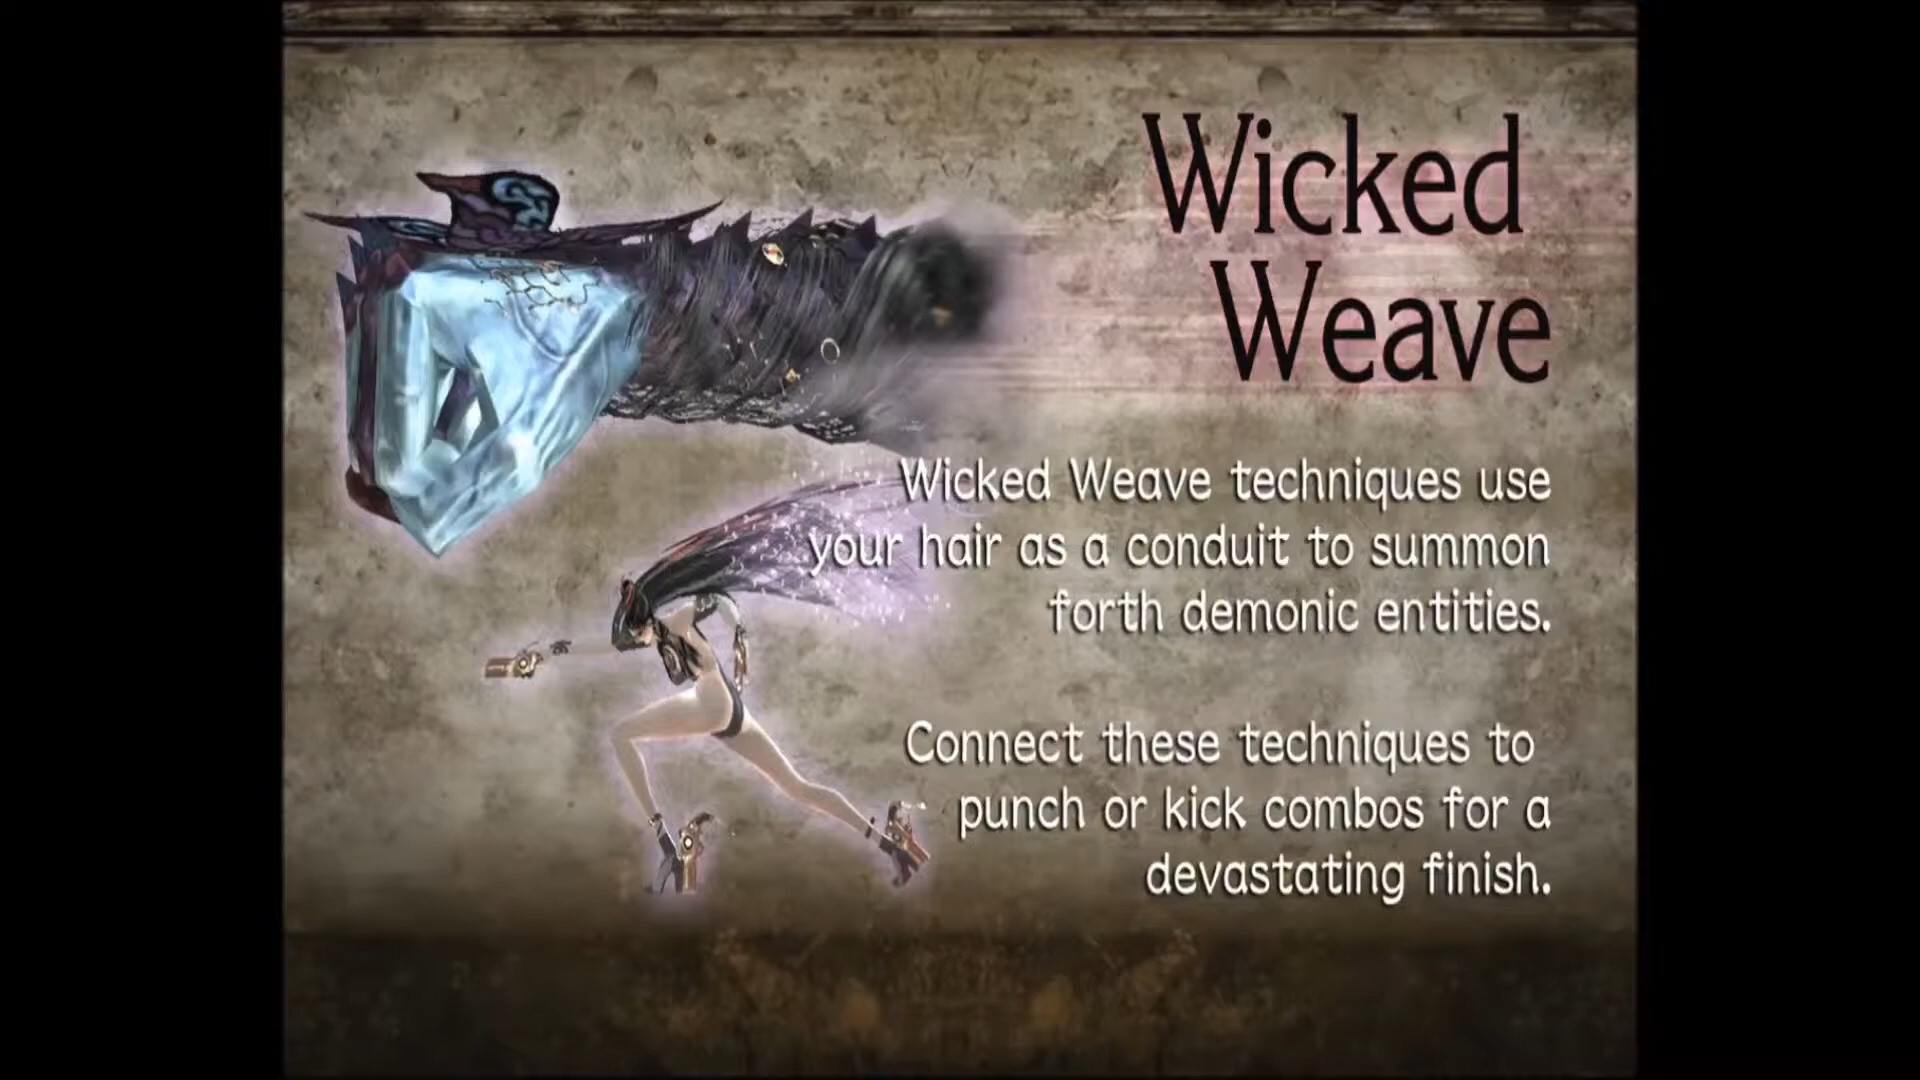 Wicked
Weave
Wicked Weave techniques use
your hair as a conduit to summon
forth demonic entities.
Connect these techniques to
punch or kick combos for a
devastating finish.